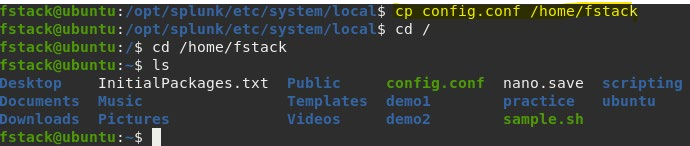 fstack@ubuntu:/opt/splunk/etc/system/local$ cp config.conf /home/fstack
fstack@ubuntu:/opt/splunk/etc/system/local$ cd /
fstack@ubuntu:/$ cd /home/fstack
fstack@ubuntu:~$ ls
Desktop InitialPackages.txt Public config.conf nano.save scripting
Documents Music Templates demo1 practice ubuntu
Downloads Pictures Videos demo2 sample.sh
fstack@ubuntu:~$